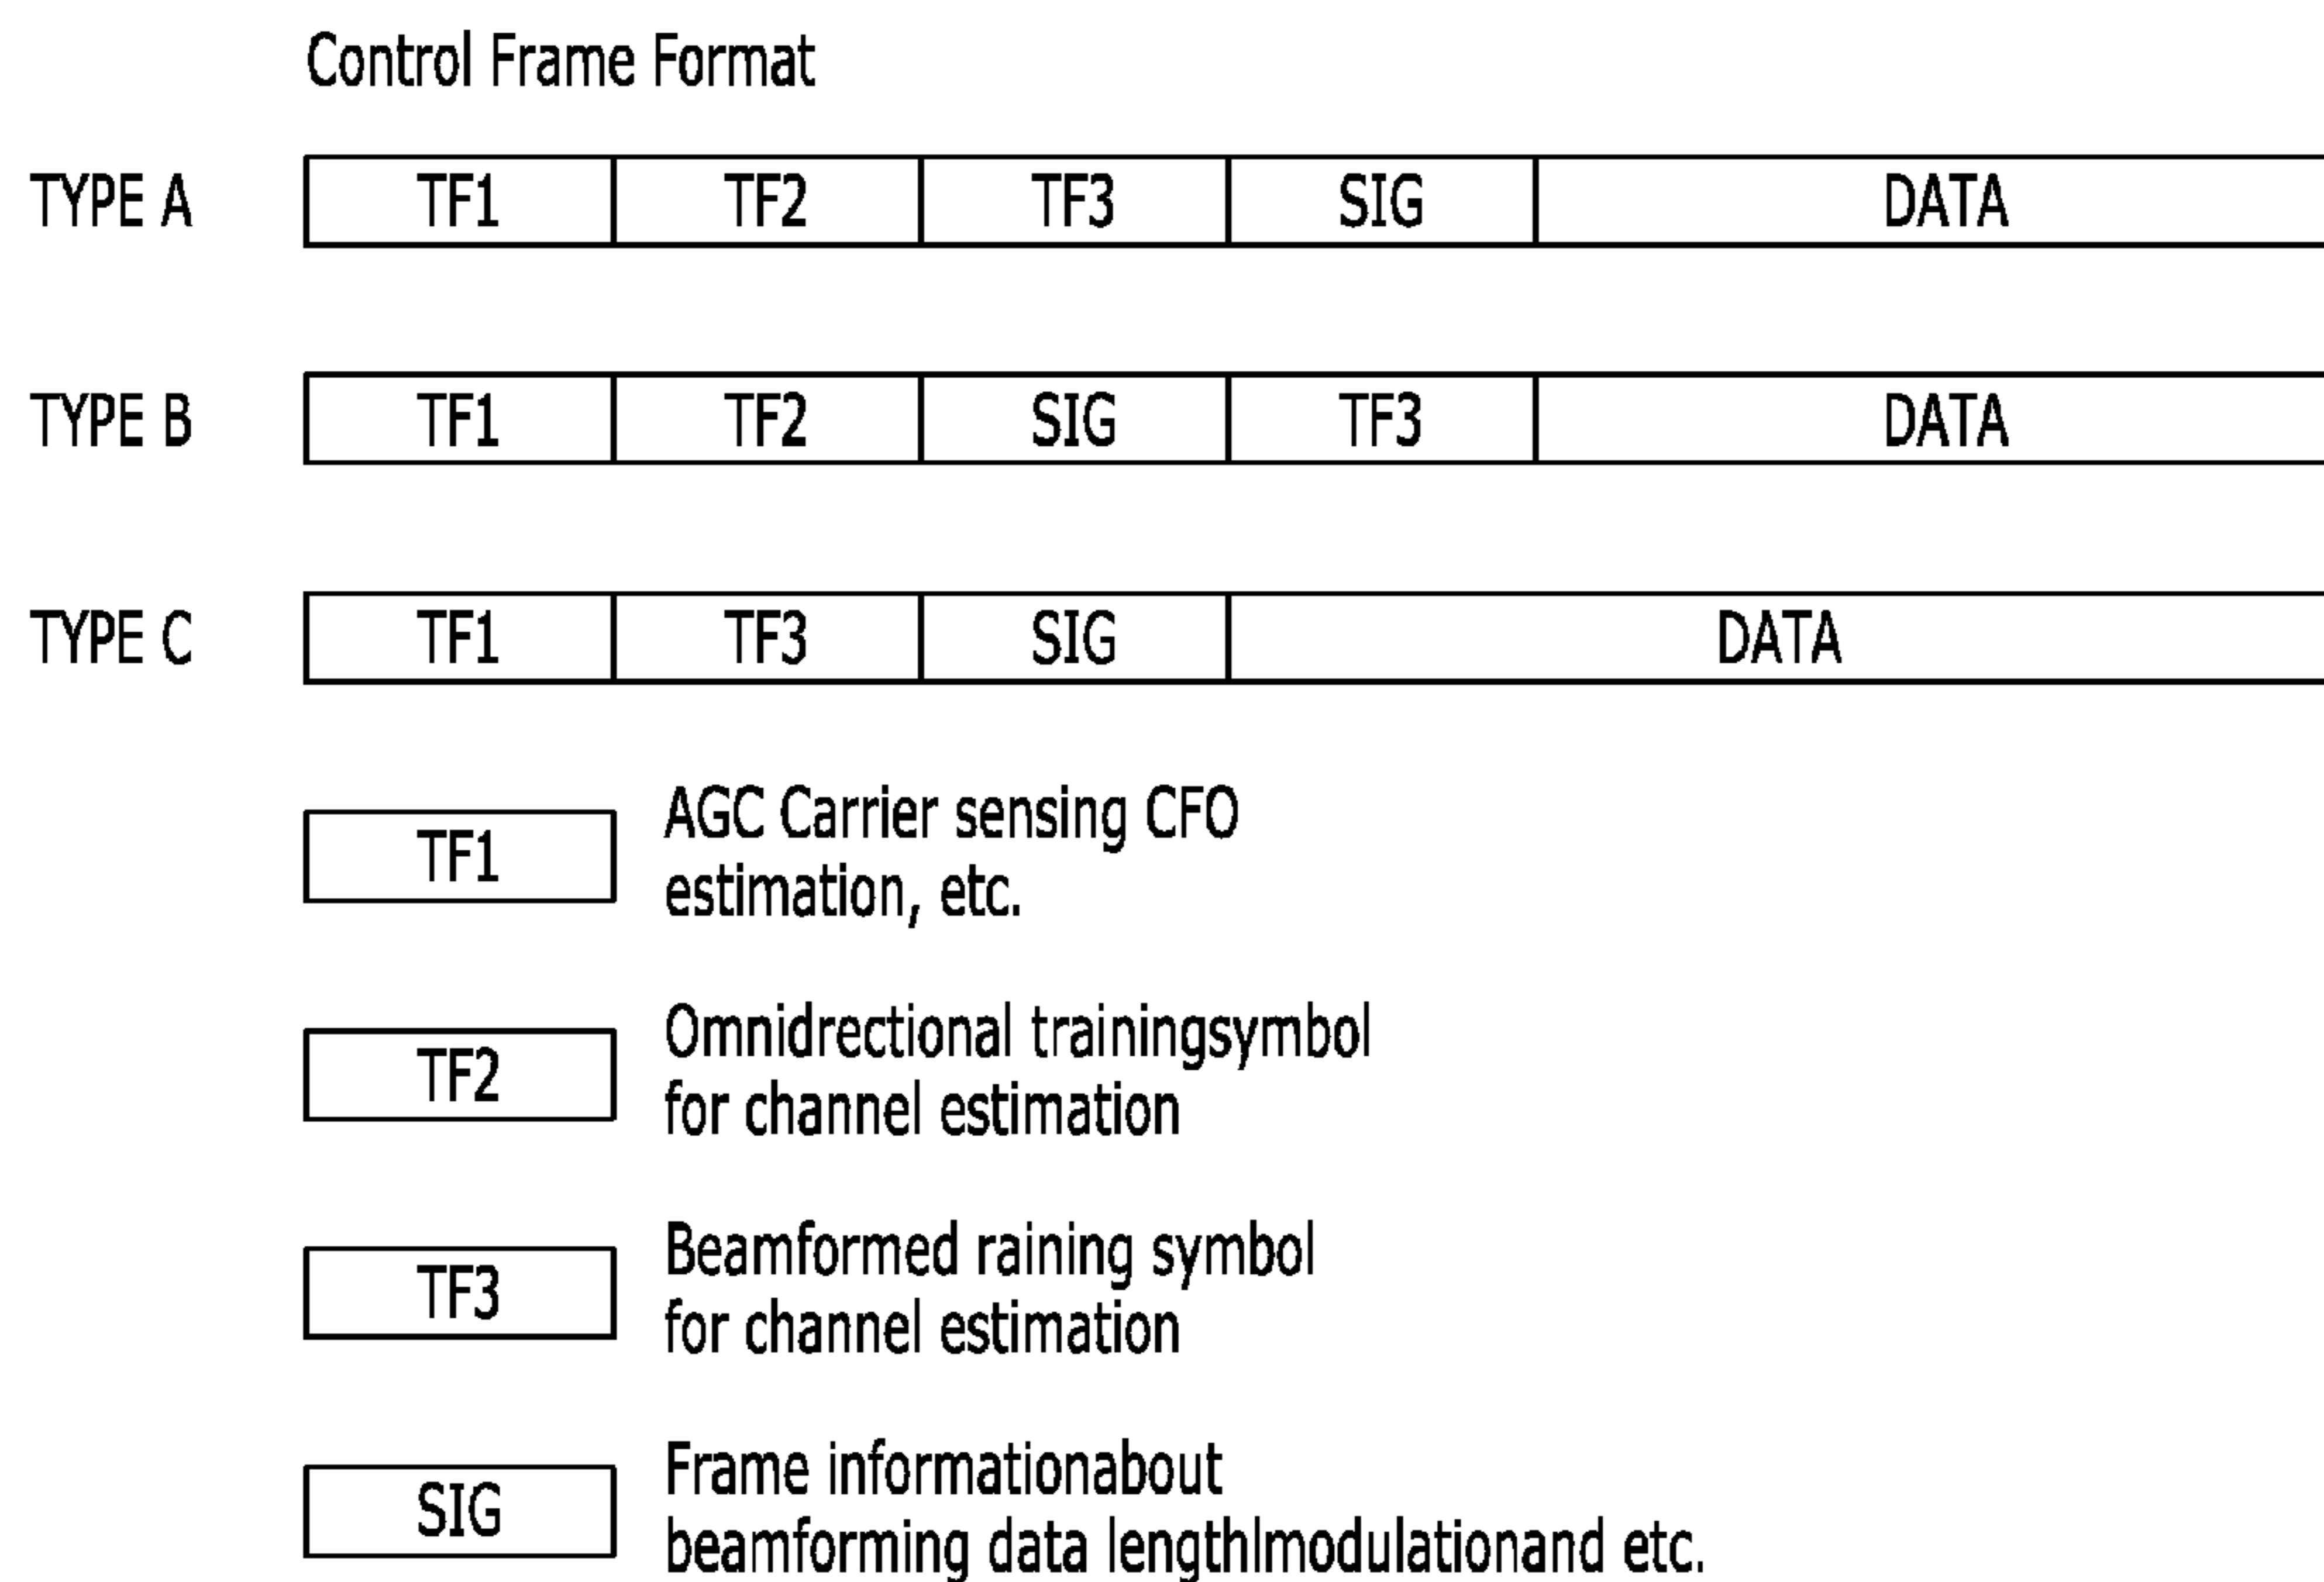 Control Frame Format
TYPE A TF1 TF2 TF3 SIG DATA
TYPE B TF1 TF2 SIG TF3 DATA
TYPE C TF1 TF3 SIG DATA
TF1 AGC Carrier sensing CFO
estimation, etc.
TF2 Omnidrectional trainingsymbol
for channel estimation
TF3 Beamformed raining symbol
for channel estimation
SIG Frame informationabout
beamforming data lengthlmodulationand etc.